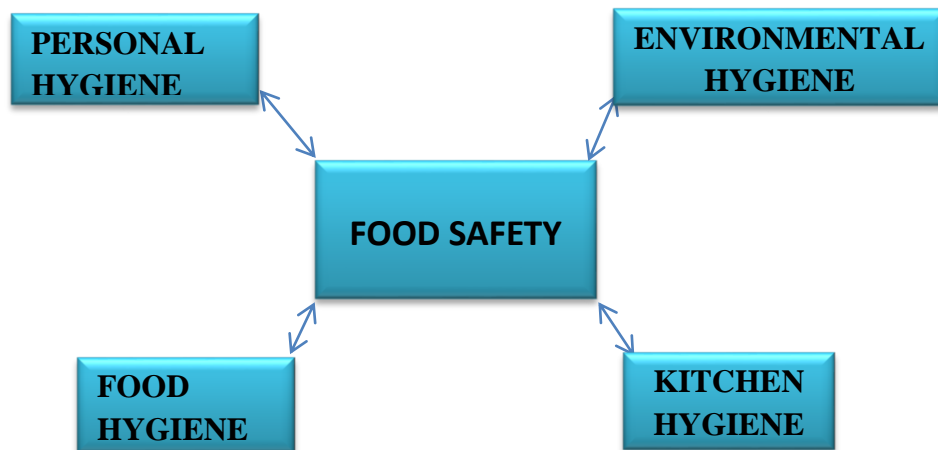 PERSONAL
HYGIENE
ENVIRONMENTAL
HYGIENE
FOOD SAFETY
FOOD
HYGIENE
KITCHEN
HYGIENE